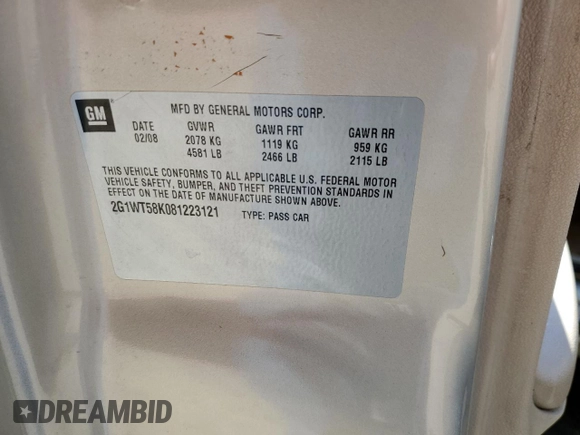 GM
MFD BY GENERAL MOTORS CORP.
DATE GVWR GAWR FRT GAWR RR
02/08 2078 KG 1119 KG 959 KG
4581 LB 2466 LB 2115 LB
THIS VEHICLE CONFORMS TO ALL APPLICABLE U.S. FEDERAL MOTOR
VEHICLE SAFETY, BUMPER, AND THEFT PREVENTION STANDARDS IN
EFFECT ON THE DATE OF MANUFACTURE SHOWN ABOVE.
2G1WT58K081223121 TYPE: PASS CAR
DREAMBID